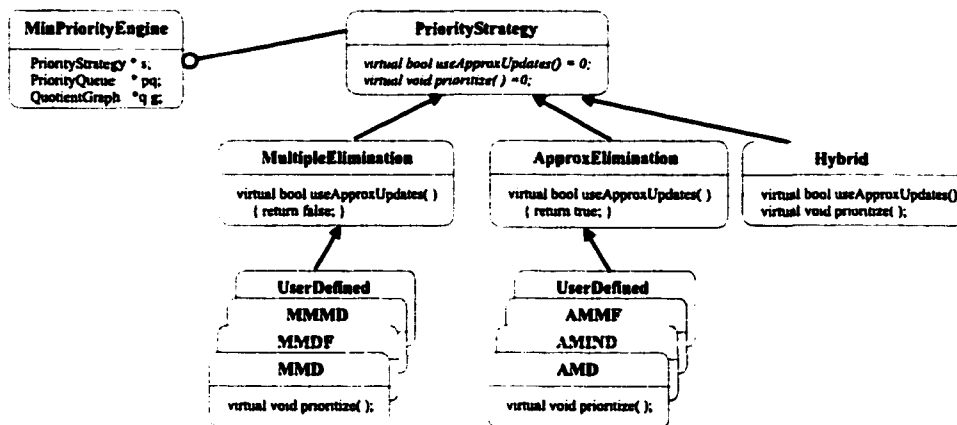 MinPriorityEngine
PriorityStrategy * s;
PriorityQueue * pq;
QuotientGraph *q g;
PriorityStrategy
virtual bool useApproxUpdates() = 0;
virtual void prioritize( ) =0;
MultipleElimination
virtual bool useApproxUpdates( )
{ return false; }
ApproxElimination
virtual bool useApproxUpdates( )
{ return true; }
Hybrid
virtual bool useApproxUpdates()
virtual void prioritize( );
UserDefined
MMMD
MMDF
MMD
virtual void prioritize( );
UserDefined
AMMF
AMIND
AMD
virtual void prioritize( );